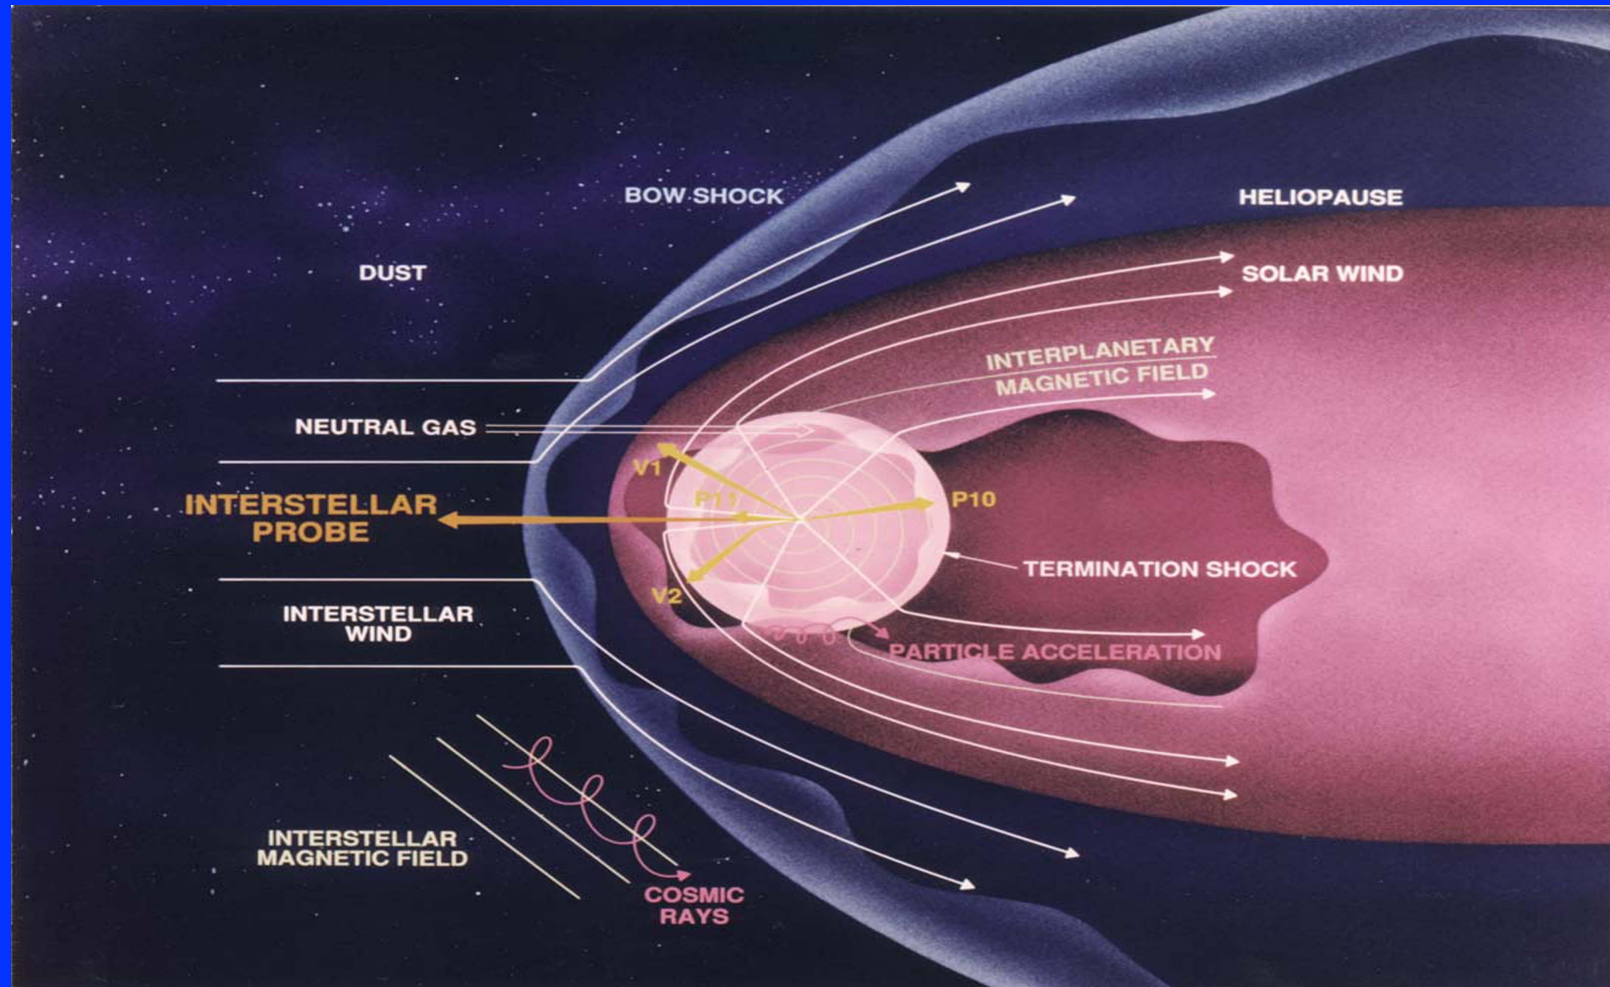 BOW SHOCK
HELIOPAUSE
DUST
SOLAR WIND
INTERPLANETARY
MAGNETIC FIELD
NEUTRAL GAS
V1
P11
P10
INTERSTELLAR
PROBE
TERMINATION SHOCK
V2
INTERSTELLAR
WIND
PARTICLE ACCELERATION
INTERSTELLAR
MAGNETIC FIELD
COSMIC
RAYS